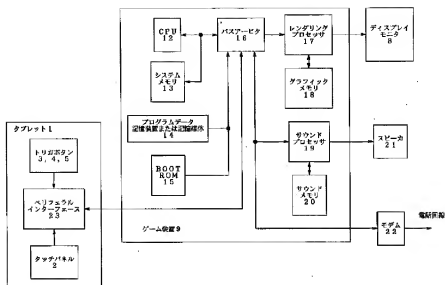 CPU
12
システム
メモリ
13
プログラムデータ
記憶装置または記憶媒体
14
BOOT
ROM
15
バスアービタ
16
レンダリング
プロセッサ
17
グラフィック
メモリ
18
サウンド
プロセッサ
19
サウンド
メモリ
20
ゲーム装置9
ディスプレイ
モニタ
8
スピーカ
21
モデム
22
電話回線
タブレット1
トリガボタン
3, 4, 5
ペリフェラル
インターフェース
23
タッチパネル
2